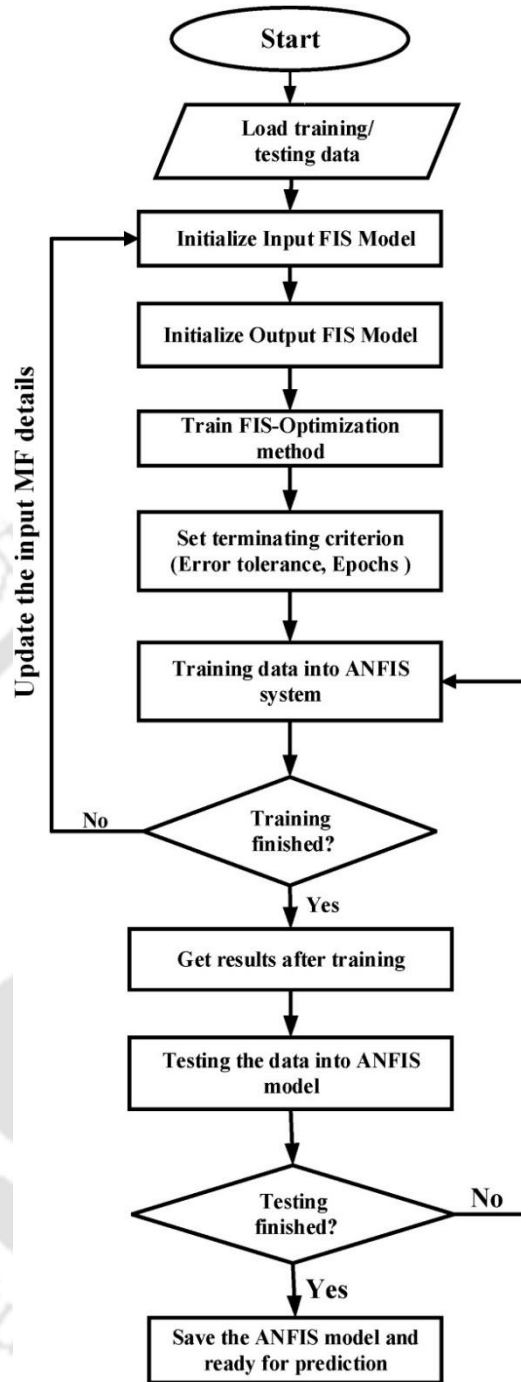 Start
Load training/
testing data
Initialize Input FIS Model
Initialize Output FIS Model
Train FIS-Optimization
method
Set terminating criterion
(Error tolerance, Epochs )
Training data into ANFIS
system
Update the input MF details
Training
finished?
No
Yes
Get results after training
Testing the data into ANFIS
model
Testing
finished?
No
Yes
Save the ANFIS model and
ready for prediction